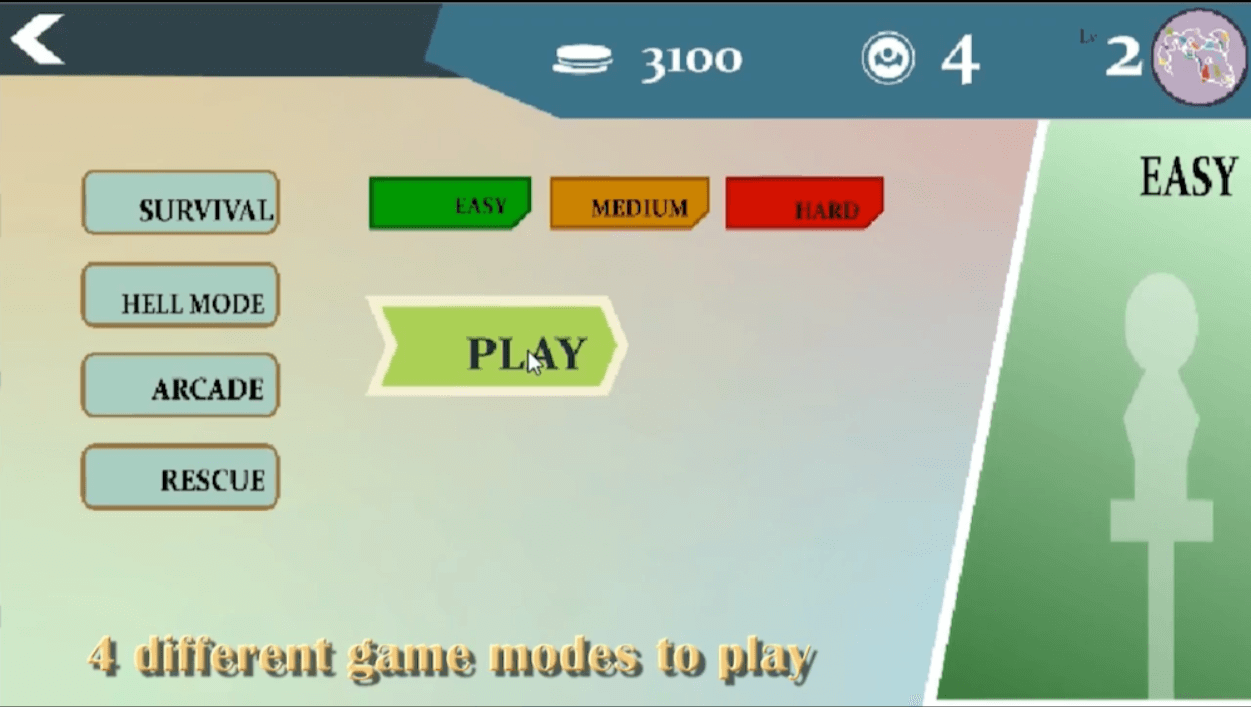 3100
4
Lv 2
EASY
SURVIVAL
EASY MEDIUM HARD
HELL MODE
PLAY
ARCADE
RESCUE
4 different game modes to play